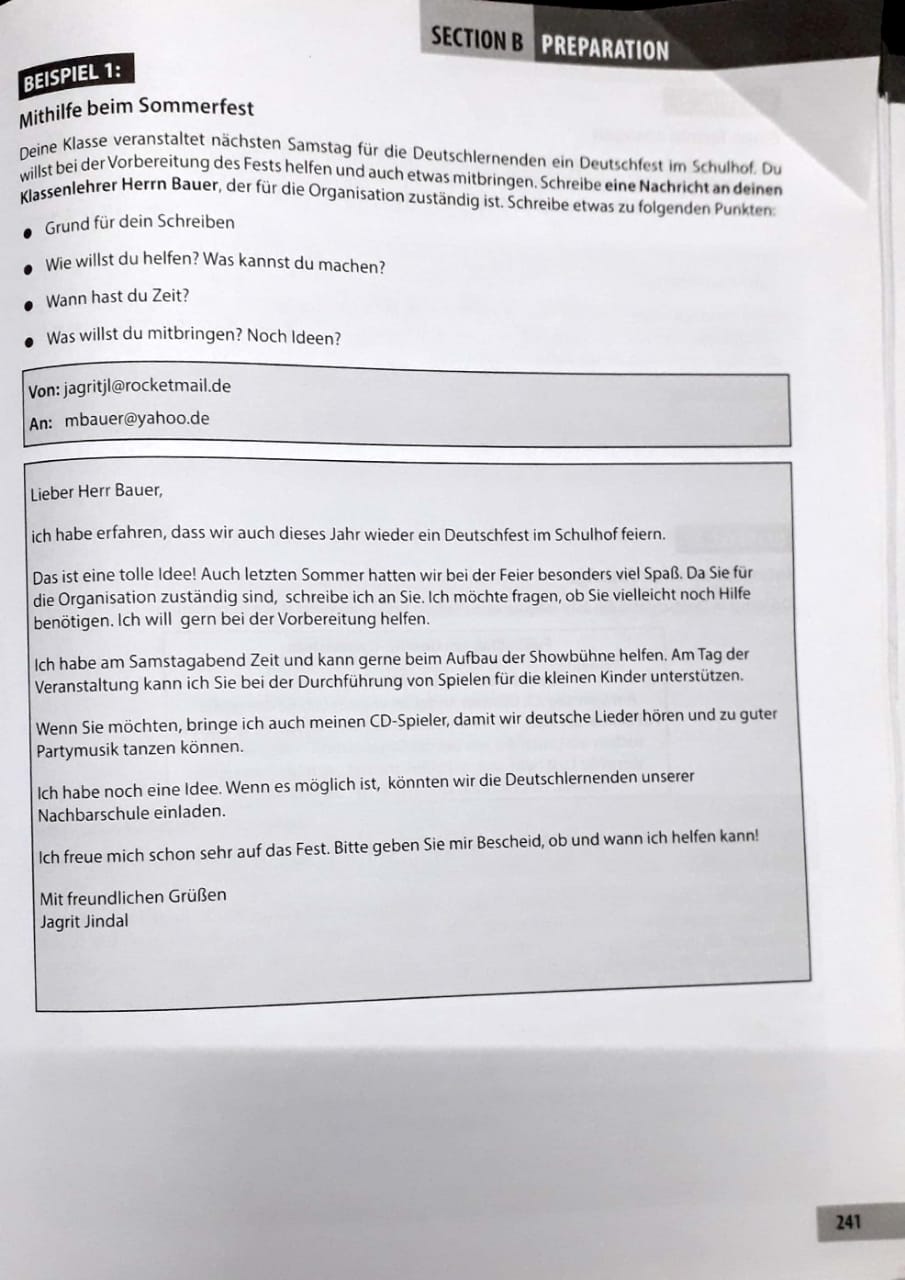 SECTION B PREPARATION
BEISPIEL 1:
Mithilfe beim Sommerfest
Deine Klasse veranstaltet nächsten Samstag für die Deutschlernenden ein Deutschfest im Schulhof. Du
willst bei der Vorbereitung des Fests helfen und auch etwas mitbringen. Schreibe eine Nachricht an deinen
Klassenlehrer Herrn Bauer, der für die Organisation zuständig ist. Schreibe etwas zu folgenden Punkten:
● Grund für dein Schreiben
● Wie willst du helfen? Was kannst du machen?
● Wann hast du Zeit?
● Was willst du mitbringen? Noch Ideen?
Von: jagritjl@rocketmail.de
An: mbauer@yahoo.de
Lieber Herr Bauer,
ich habe erfahren, dass wir auch dieses Jahr wieder ein Deutschfest im Schulhof feiern.
Das ist eine tolle Idee! Auch letzten Sommer hatten wir bei der Feier besonders viel Spaß. Da Sie für
die Organisation zuständig sind, schreibe ich an Sie. Ich möchte fragen, ob Sie vielleicht noch Hilfe
benötigen. Ich will gern bei der Vorbereitung helfen.
Ich habe am Samstagabend Zeit und kann gerne beim Aufbau der Showbühne helfen. Am Tag der
Veranstaltung kann ich Sie bei der Durchführung von Spielen für die kleinen Kinder unterstützen.
Wenn Sie möchten, bringe ich auch meinen CD-Spieler, damit wir deutsche Lieder hören und zu guter
Partymusik tanzen können.
Ich habe noch eine Idee. Wenn es möglich ist, könnten wir die Deutschlernenden unserer
Nachbarschule einladen.
Ich freue mich schon sehr auf das Fest. Bitte geben Sie mir Bescheid, ob und wann ich helfen kann!
Mit freundlichen Grüßen
Jagrit Jindal
241